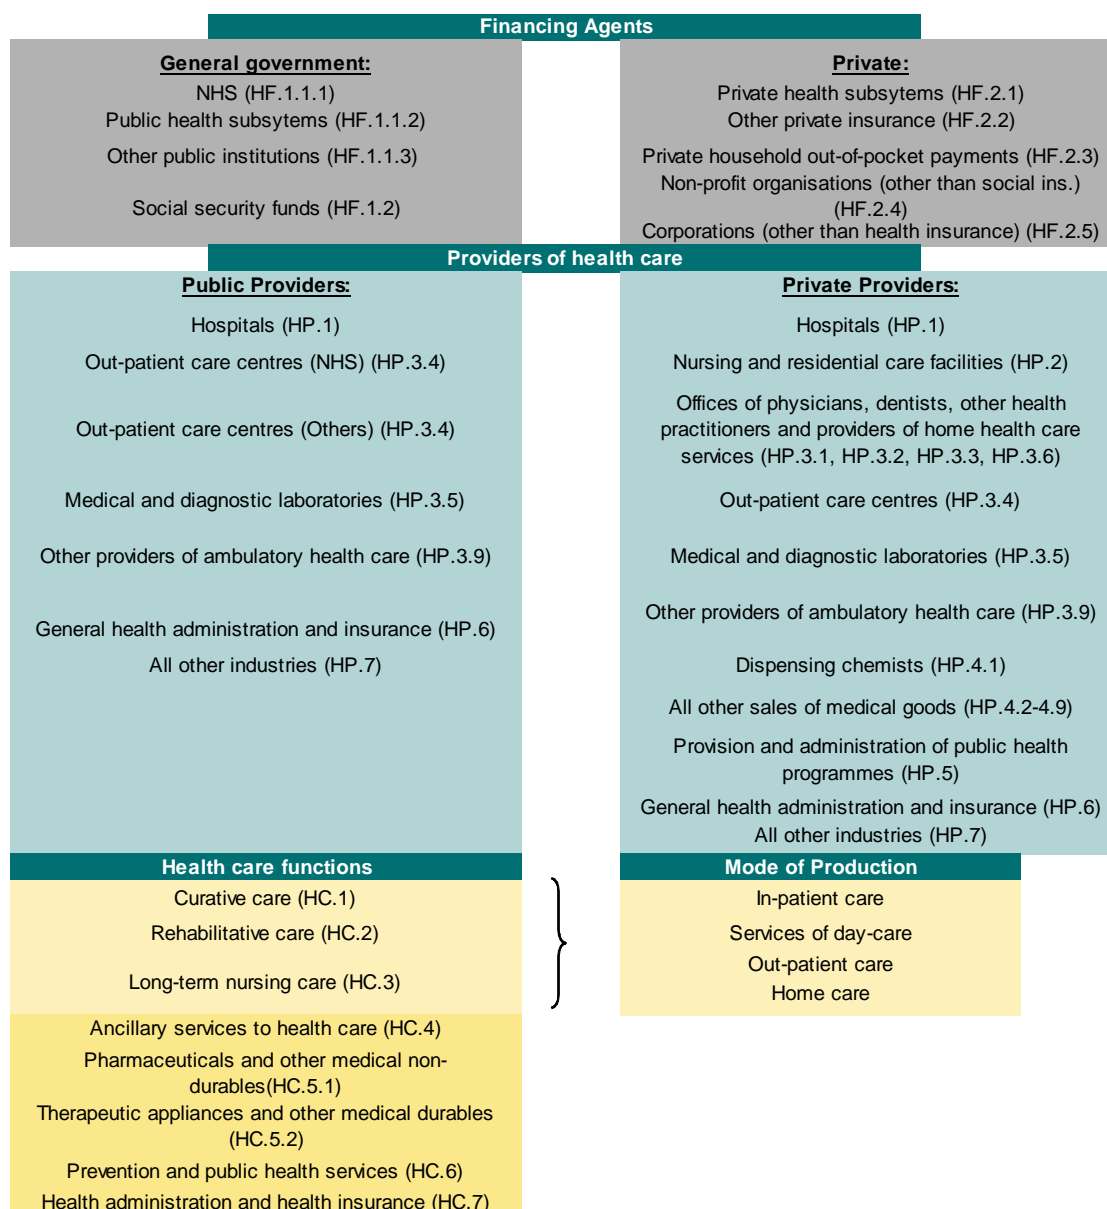 Financing Agents
General government:
NHS (HF.1.1.1)
Public health subsytems (HF.1.1.2)
Other public institutions (HF.1.1.3)
Social security funds (HF.1.2)
Private:
Private health subsytems (HF.2.1)
Other private insurance (HF.2.2)
Private household out-of-pocket payments (HF.2.3)
Non-profit organisations (other than social ins.)
(HF.2.4)
Corporations (other than health insurance) (HF.2.5)
Providers of health care
Public Providers:
Hospitals (HP.1)
Out-patient care centres (NHS) (HP.3.4)
Out-patient care centres (Others) (HP.3.4)
Medical and diagnostic laboratories (HP.3.5)
Other providers of ambulatory health care (HP.3.9)
General health administration and insurance (HP.6)
All other industries (HP.7)
Private Providers:
Hospitals (HP.1)
Nursing and residential care facilities (HP.2)
Offices of physicians, dentists, other health
practitioners and providers of home health care
services (HP.3.1, HP.3.2, HP.3.3, HP.3.6)
Out-patient care centres (HP.3.4)
Medical and diagnostic laboratories (HP.3.5)
Other providers of ambulatory health care (HP.3.9)
Dispensing chemists (HP.4.1)
All other sales of medical goods (HP.4.2-4.9)
Provision and administration of public health
programmes (HP.5)
General health administration and insurance (HP.6)
All other industries (HP.7)
Health care functions
Curative care (HC.1)
Rehabilitative care (HC.2)
Long-term nursing care (HC.3)
Ancillary services to health care (HC.4)
Pharmaceuticals and other medical non-
durables(HC.5.1)
Therapeutic appliances and other medical durables
(HC.5.2)
Prevention and public health services (HC.6)
Health administration and health insurance (HC.7)
Mode of Production
In-patient care
Services of day-care
Out-patient care
Home care